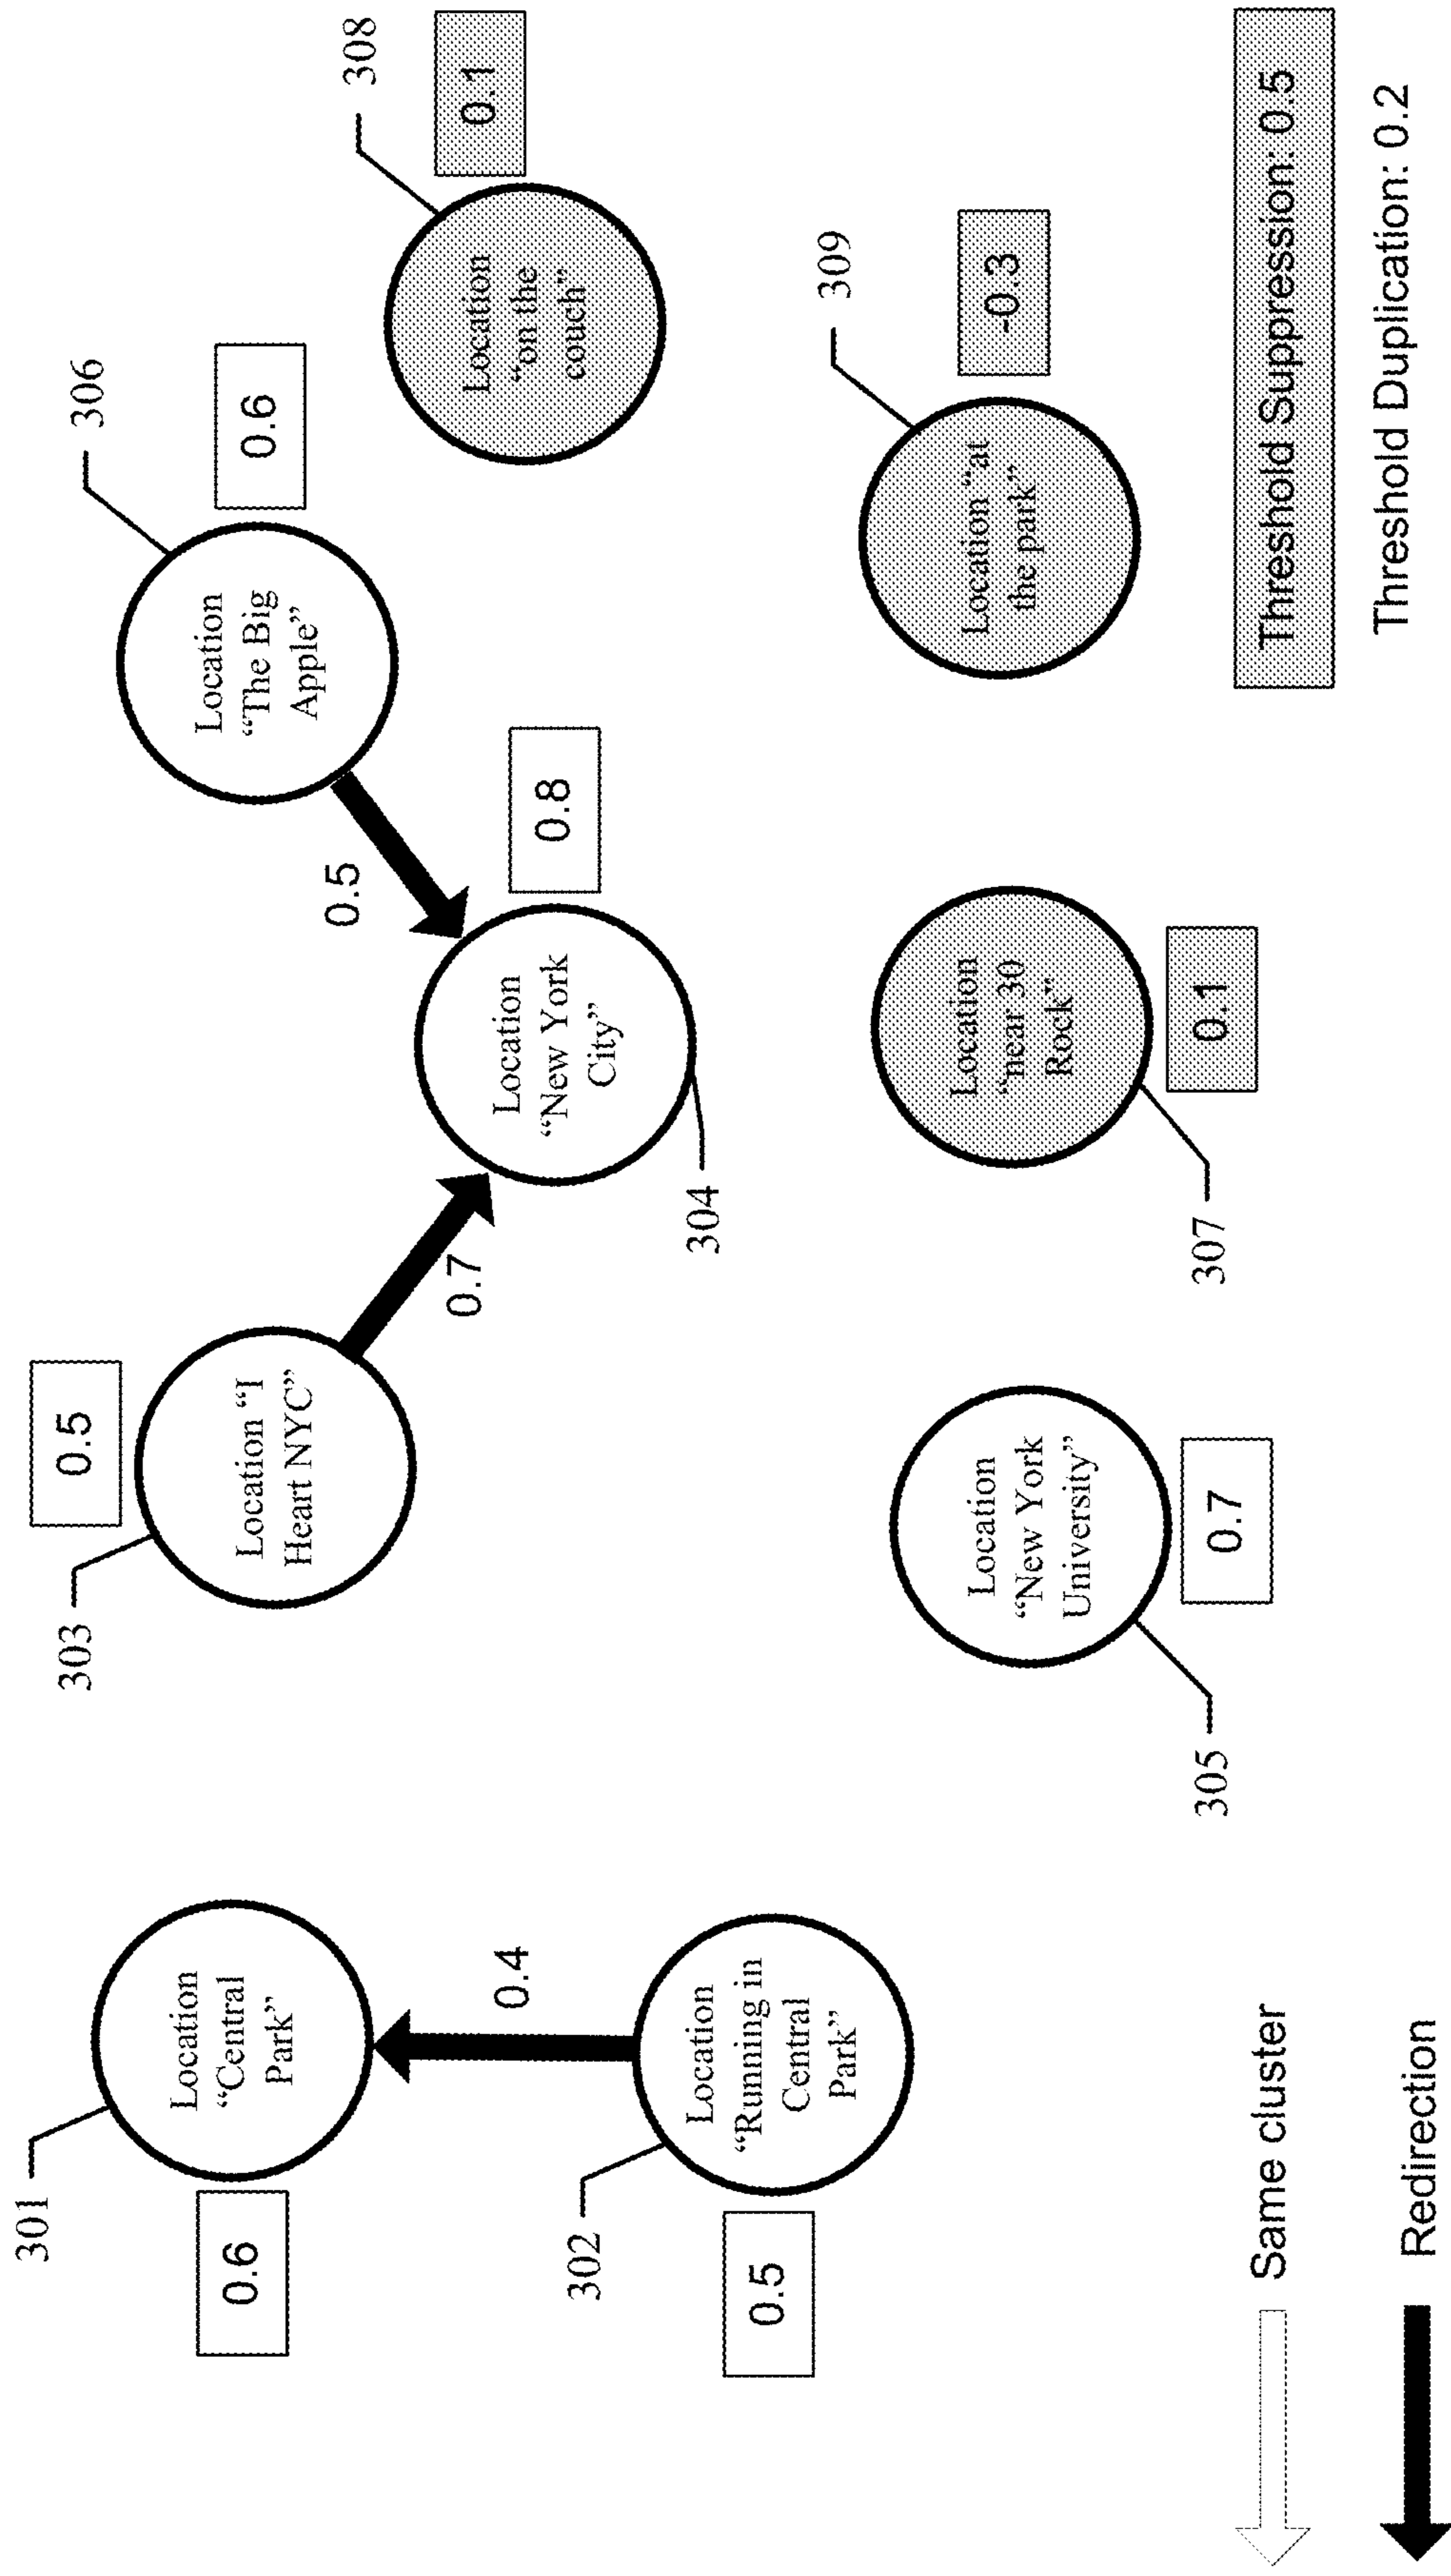 301
0.6
Location
“Central
Park”
0.4
302
0.5
Location
“Running in
Central
Park”
303
0.5
Location “I
Heart NYC”
0.7
306
0.6
Location
“The Big
Apple”
0.5
304
0.8
Location
“New York
City”
308
0.1
Location
“on the
couch”
305
0.7
Location
“New York
University”
307
0.1
Location
“near 30
Rock”
309
-0.3
Location “at
the park”
Same cluster
Redirection
Threshold Suppression: 0.5
Threshold Duplication: 0.2